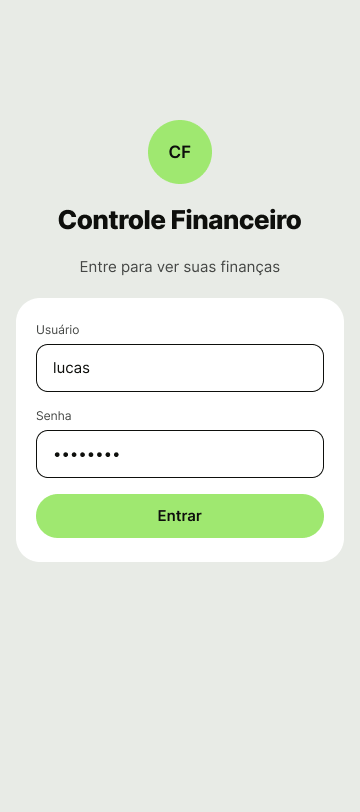 CF
Controle Financeiro
Entre para ver suas finanças
Usuário
lucas
Senha
••••••••
Entrar